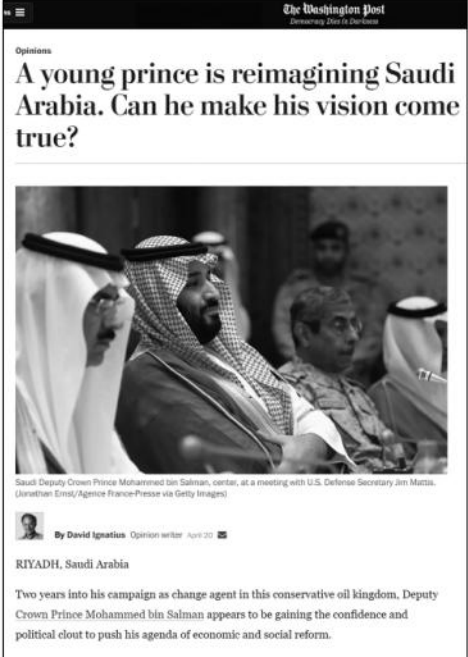 The Washington Post
Democracy Dies in Darkness
Opinions
A young prince is reimagining Saudi
Arabia. Can he make his vision come
true?
Saudi Deputy Crown Prince Mohammed bin Salman, center, at a meeting with U.S. Defense Secretary Jim Mattis.
(Jonathan Ernst/Agence France-Presse via Getty Images)
By David Ignatius Opinion writer April 20
RIYADH, Saudi Arabia
Two years into his campaign as change agent in this conservative oil kingdom, Deputy
Crown Prince Mohammed bin Salman appears to be gaining the confidence and
political clout to push his agenda of economic and social reform.